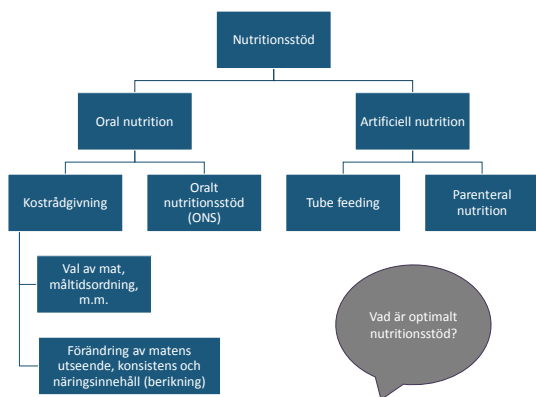 Nutritionsstöd
Oral nutrition
Artificiell nutrition
Kostrådgivning
Oralt
nutritionsstöd
(ONS)
Tube feeding
Parenteral
nutrition
Val av mat,
måltidsordning,
m.m.
Förändring av matens
utseende, konsistens och
näringsinnehåll (berikning)
Vad är optimalt
nutritionsstöd?